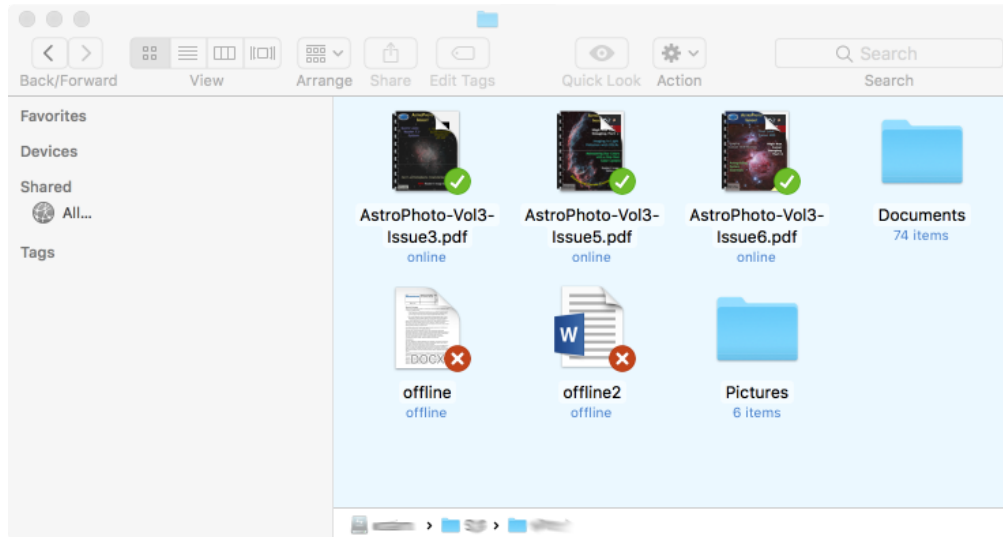 Search
Back/Forward
View
Arrange
Share
Edit Tags
Quick Look
Action
Search
Favorites
Devices
Shared
All...
Tags
AstroPhoto-Vol3-
Issue3.pdf
online
AstroPhoto-Vol3-
Issue5.pdf
online
AstroPhoto-Vol3-
Issue6.pdf
online
Documents
74 items
DOCX
offline
offline
W
offline2
offline
Pictures
6 items